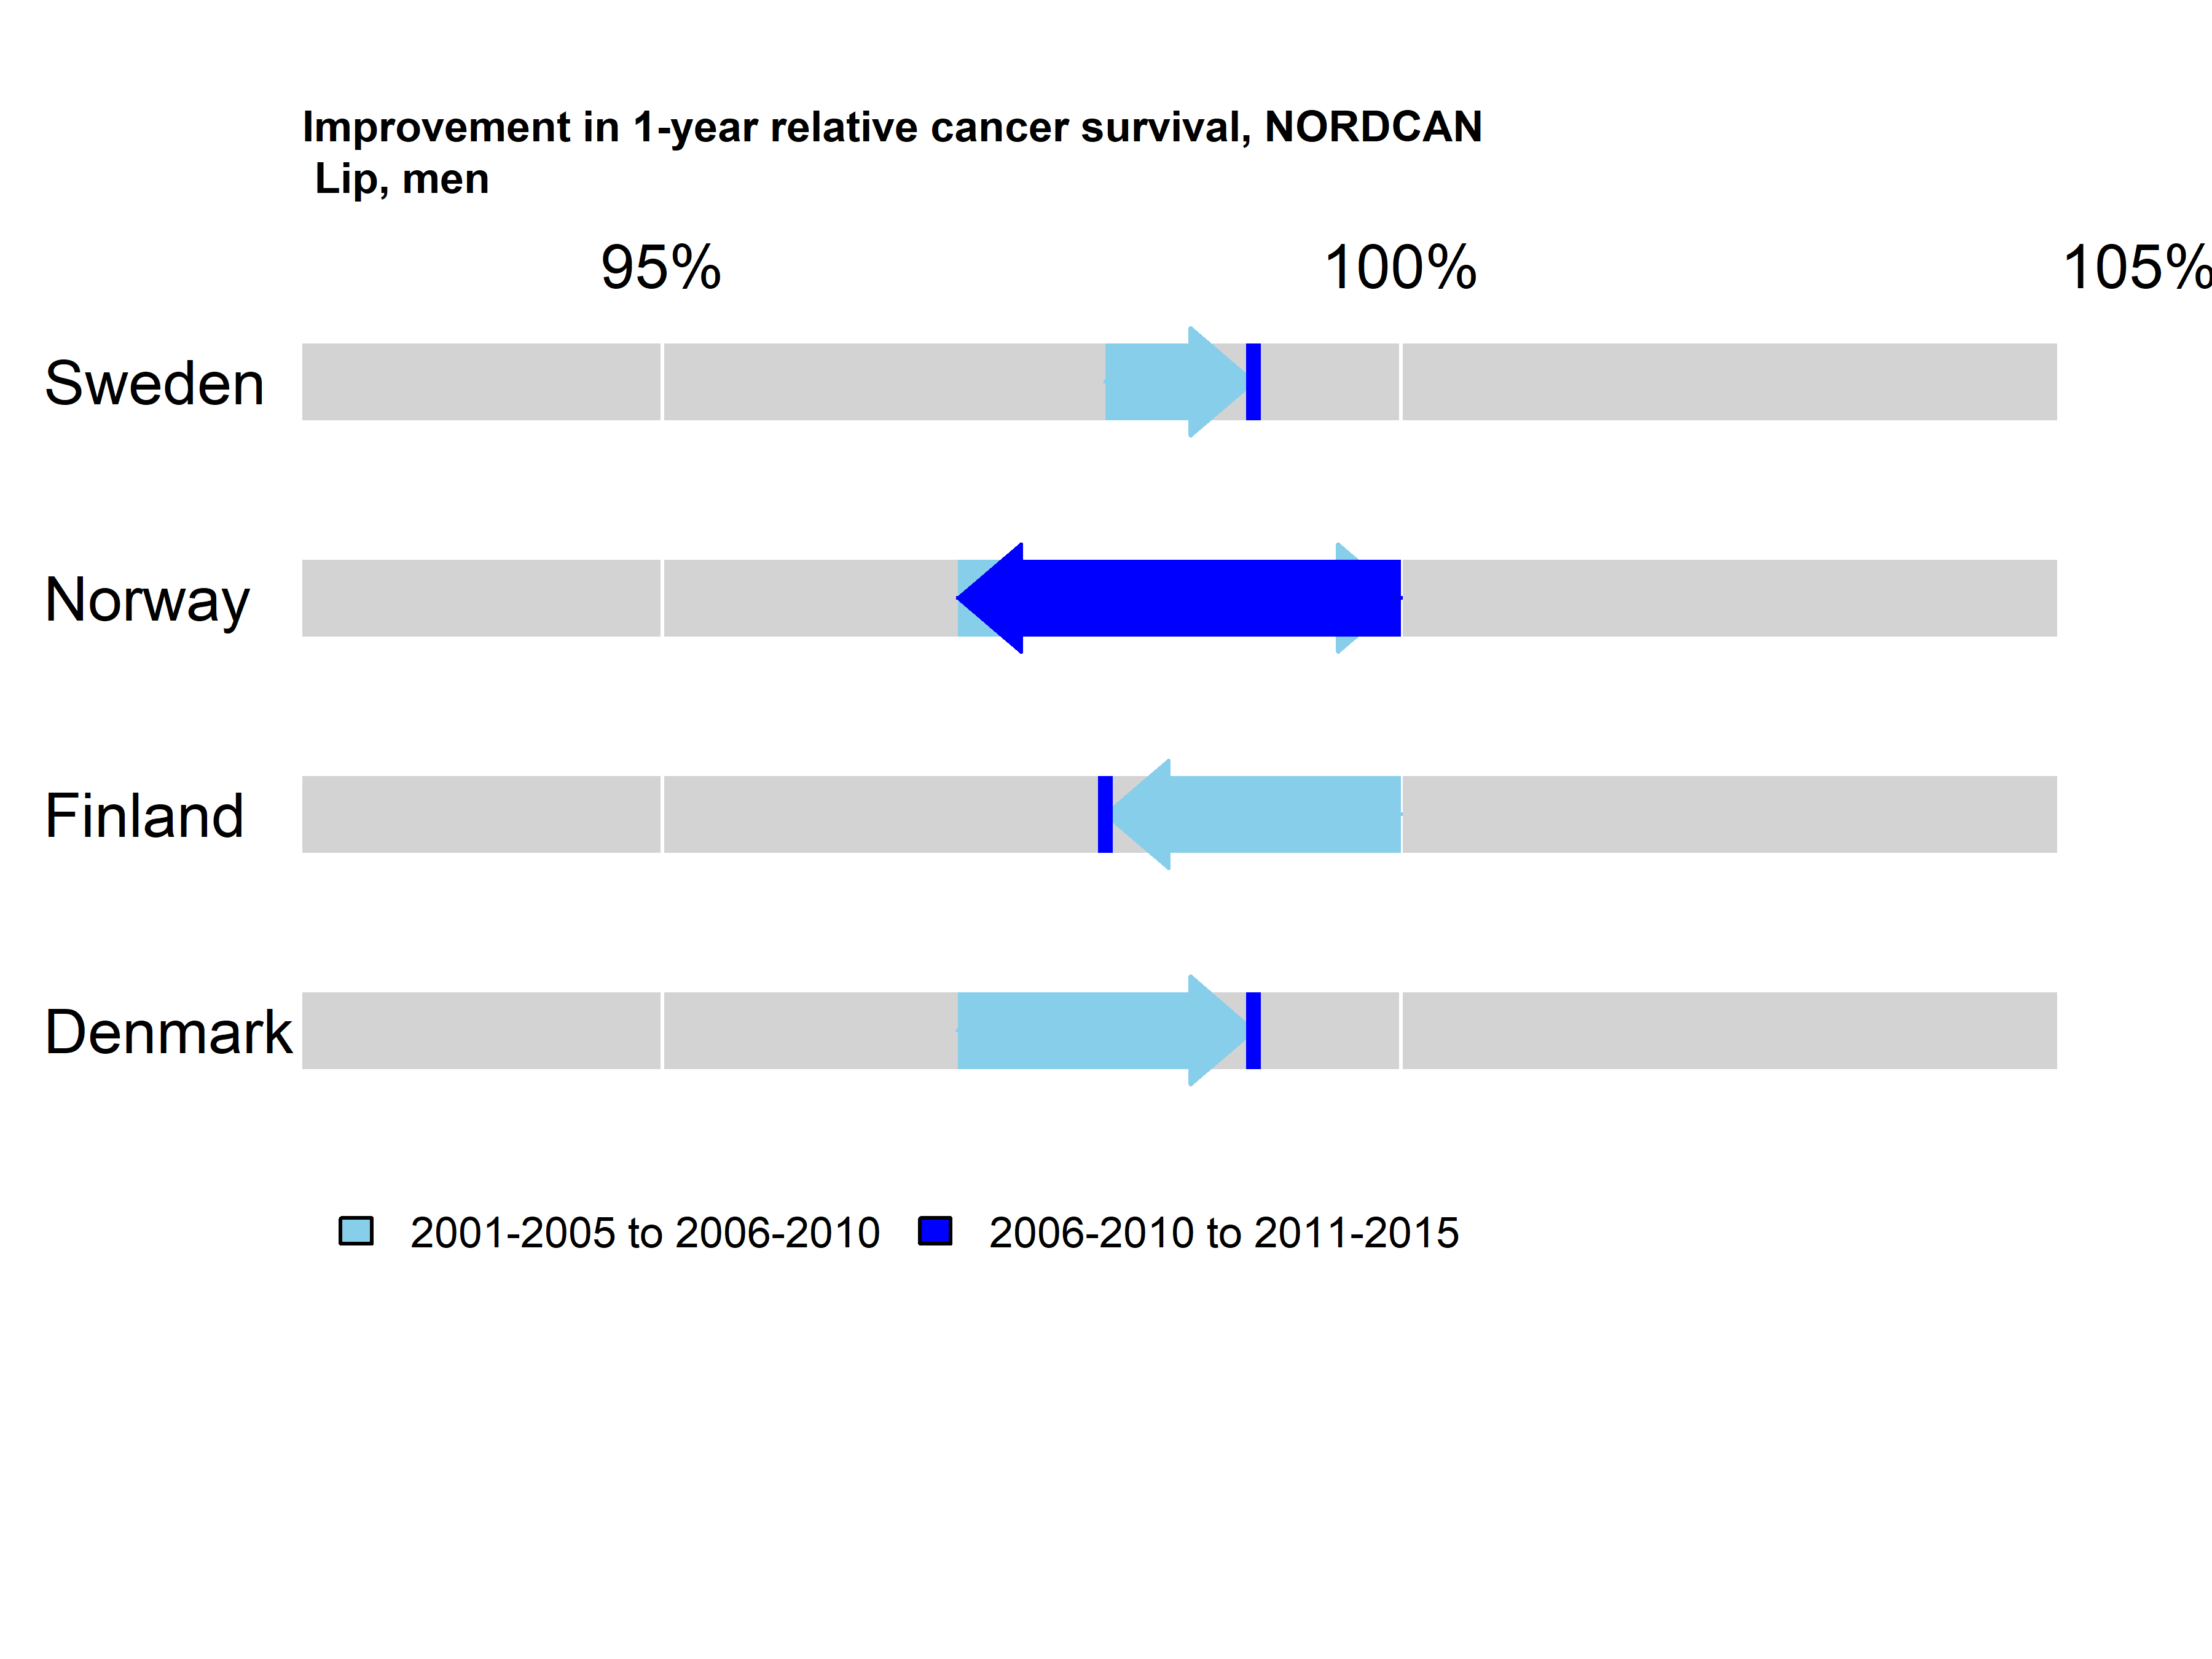 Improvement in 1-year relative cancer survival, NORDCAN
Lip, men
95% 100% 105%
Sweden
Norway
Finland
Denmark
2001-2005 to 2006-2010 2006-2010 to 2011-2015